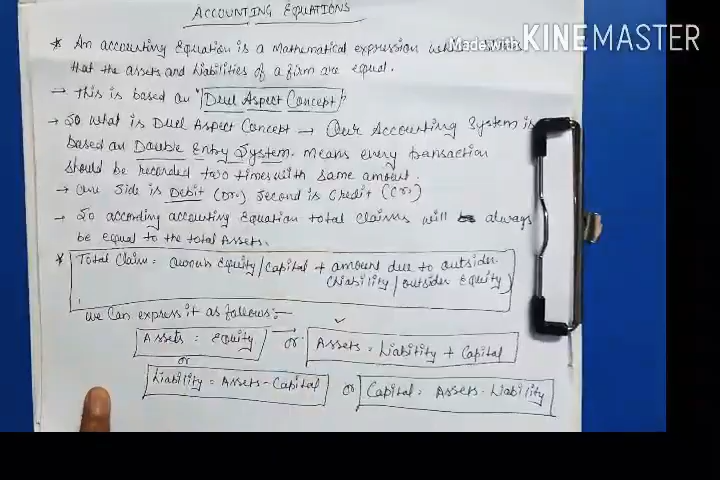 ACCOUNTING EQUATIONS
* An accounting Equation is a Mathematical expression which
Made with KINEMASTER
that the assets and liabilities of a firm are equal.
→ This is based on "Duel Aspect Concept"
→ So what is Duel Aspect Concept → Our Accounting System is
based on Double Entry System. Means every transaction
should be recorded two times with same amount.
→ one side is Debit (Dr.) second is Credit (Cr.)
→ So according accounting Equation total claims will always
be equal to the total Assets.
* Total Claim = owners Equity/Capital + amount due to outsider
(liability/outsider Equity)
we can express it as follows:-
Assets = Equity → or Assets = Liability + Capital
or
Liability = Assets - Capital or Capital = Assets - Liability